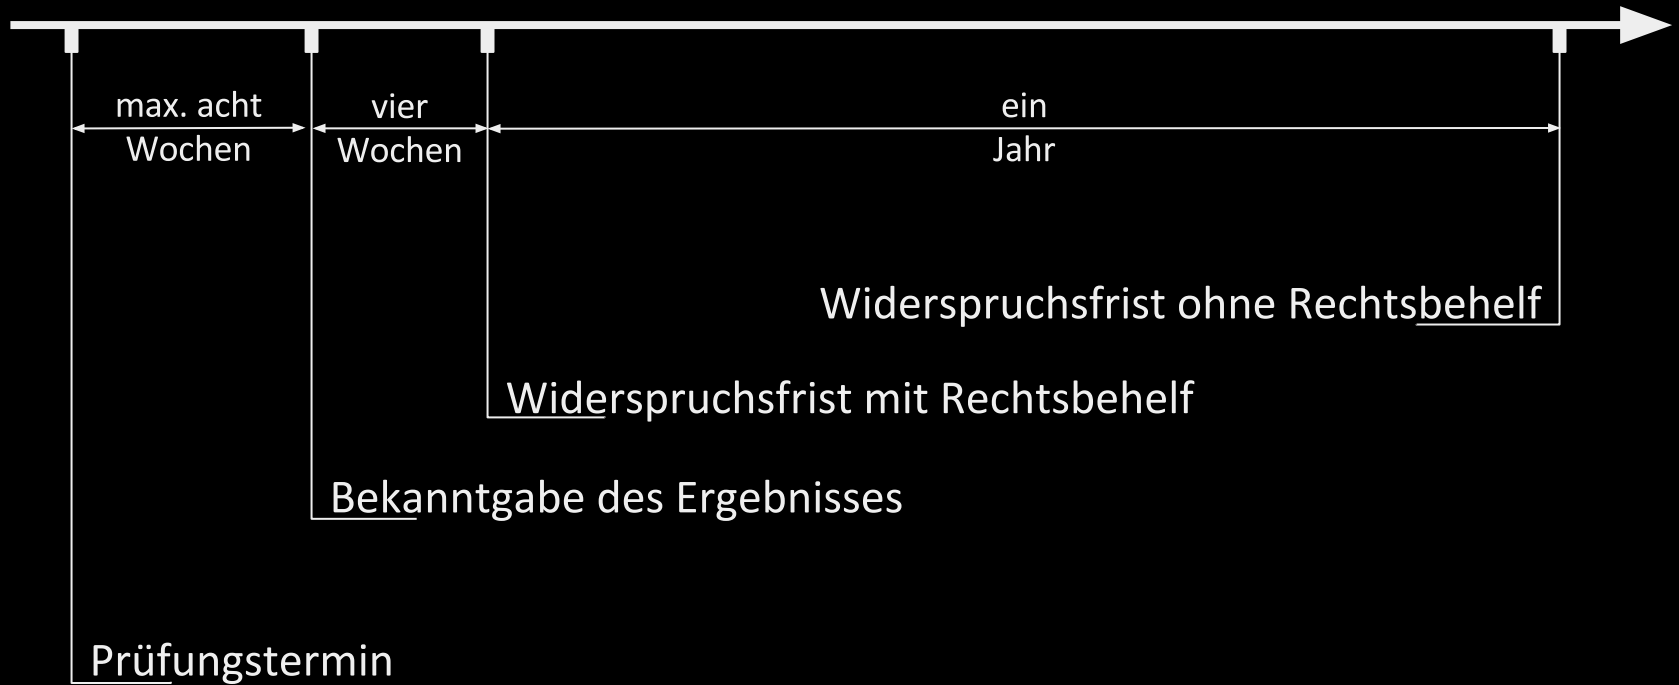 max. acht
Wochen
vier
Wochen
ein
Jahr
Widerspruchsfrist ohne Rechtsbehelf
Widerspruchsfrist mit Rechtsbehelf
Bekanntgabe des Ergebnisses
Prüfungstermin